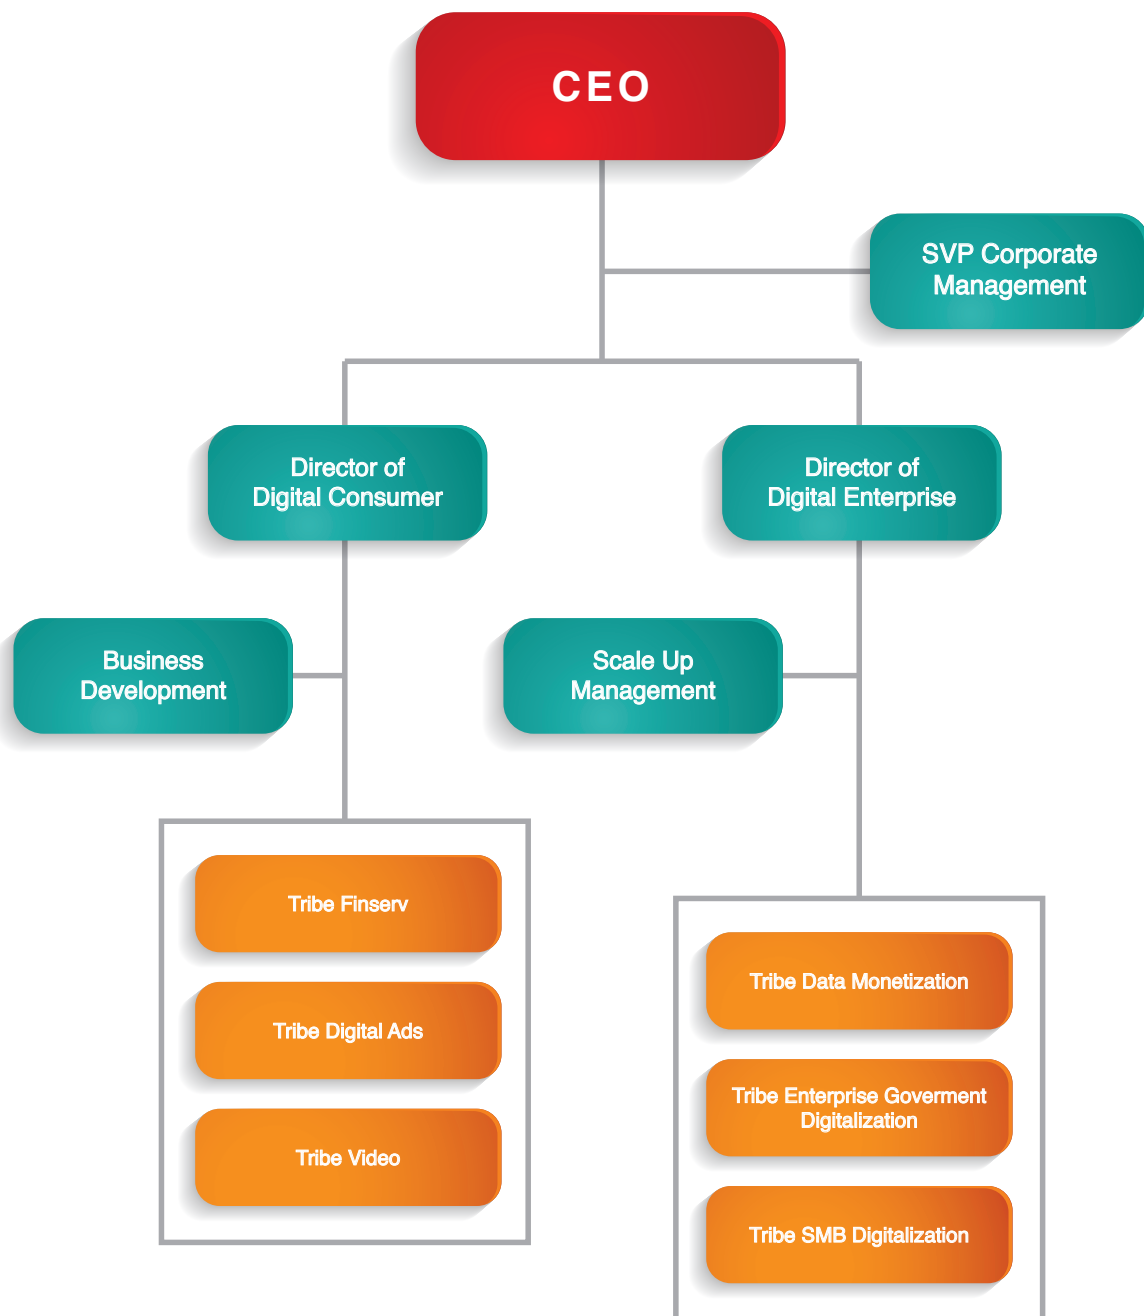 CEO
SVP Corporate
Management
Director of
Digital Consumer
Director of
Digital Enterprise
Business
Development
Scale Up
Management
Tribe Finserv
Tribe Digital Ads
Tribe Video
Tribe Data Monetization
Tribe Enterprise Goverment
Digitalization
Tribe SMB Digitalization